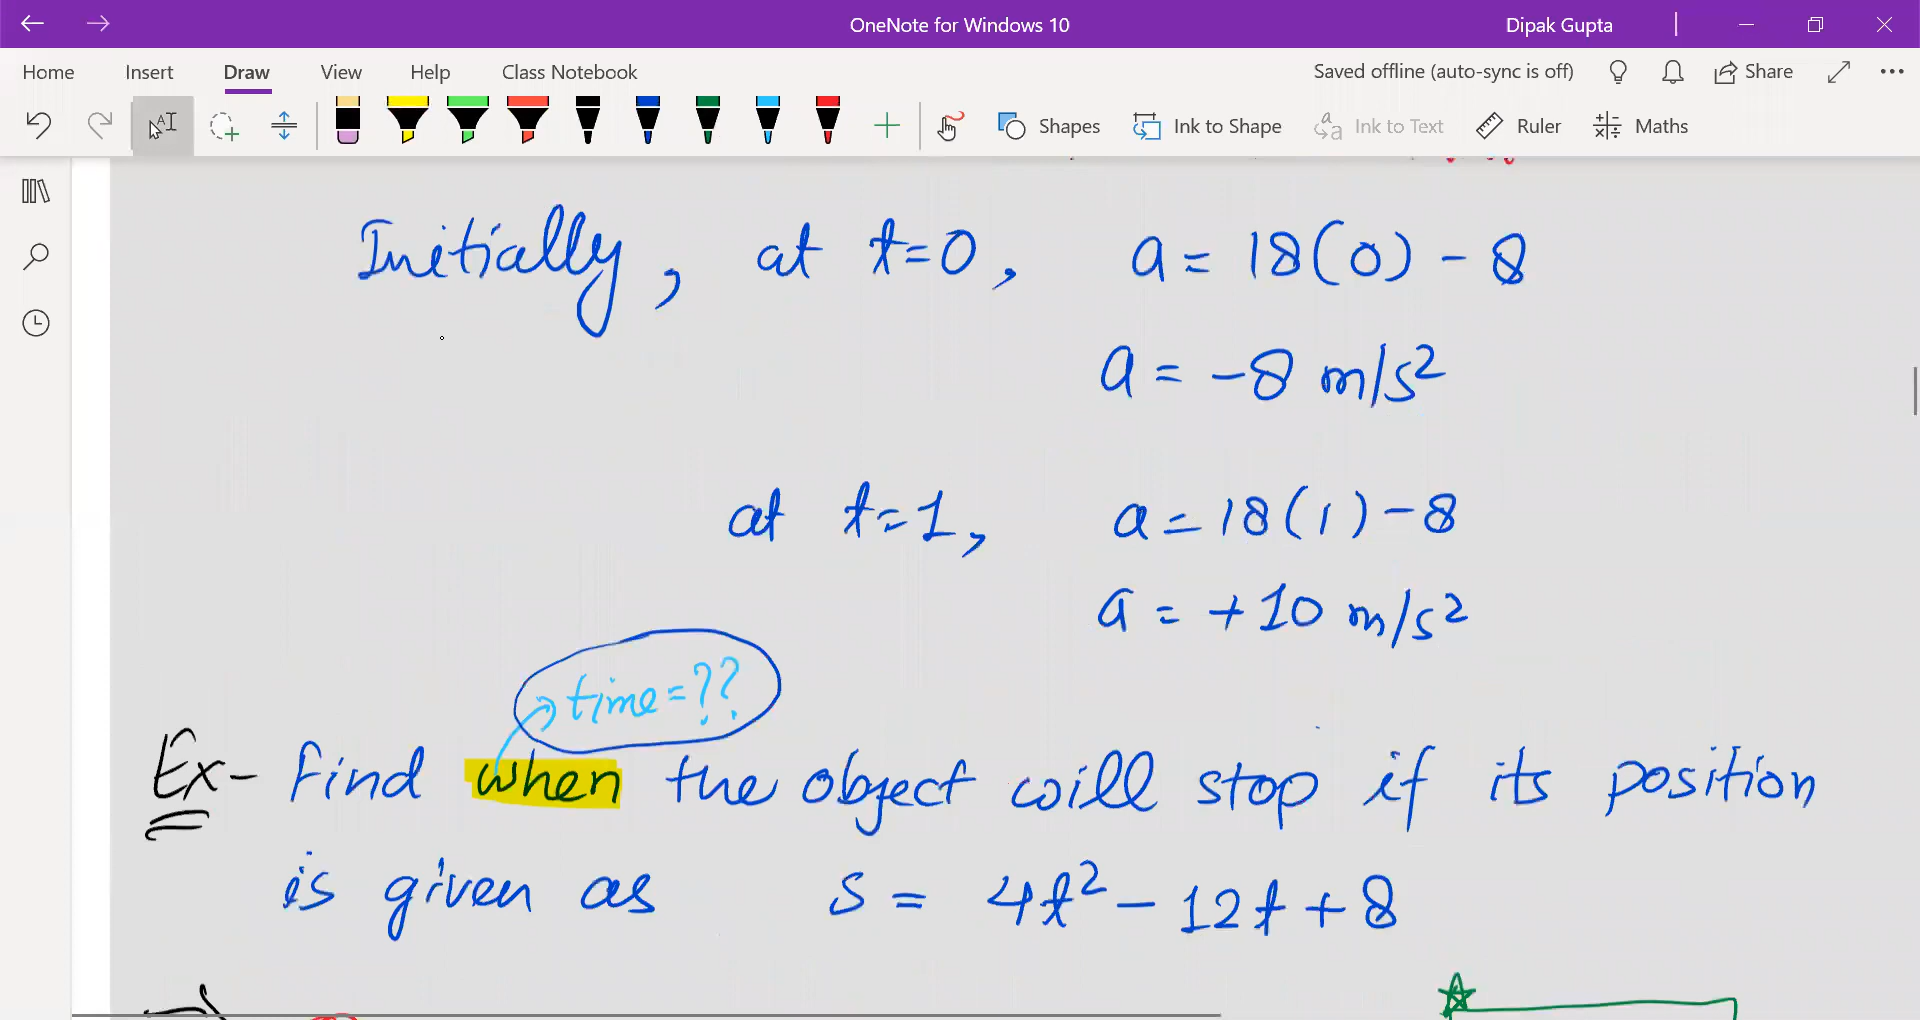 OneNote for Windows 10
Dipak Gupta
Home Insert Draw View Help Class Notebook
Saved offline (auto-sync is off) Share
Shapes Ink to Shape Ink to Text Ruler Maths
Initially, at t=0, a = 18(0) - 8
a = -8 m/s²
at t=1, a = 18(1) - 8
a = +10 m/s²
time = ??
Ex- Find when the object will stop if its position
is given as s = 4t² - 12t + 8